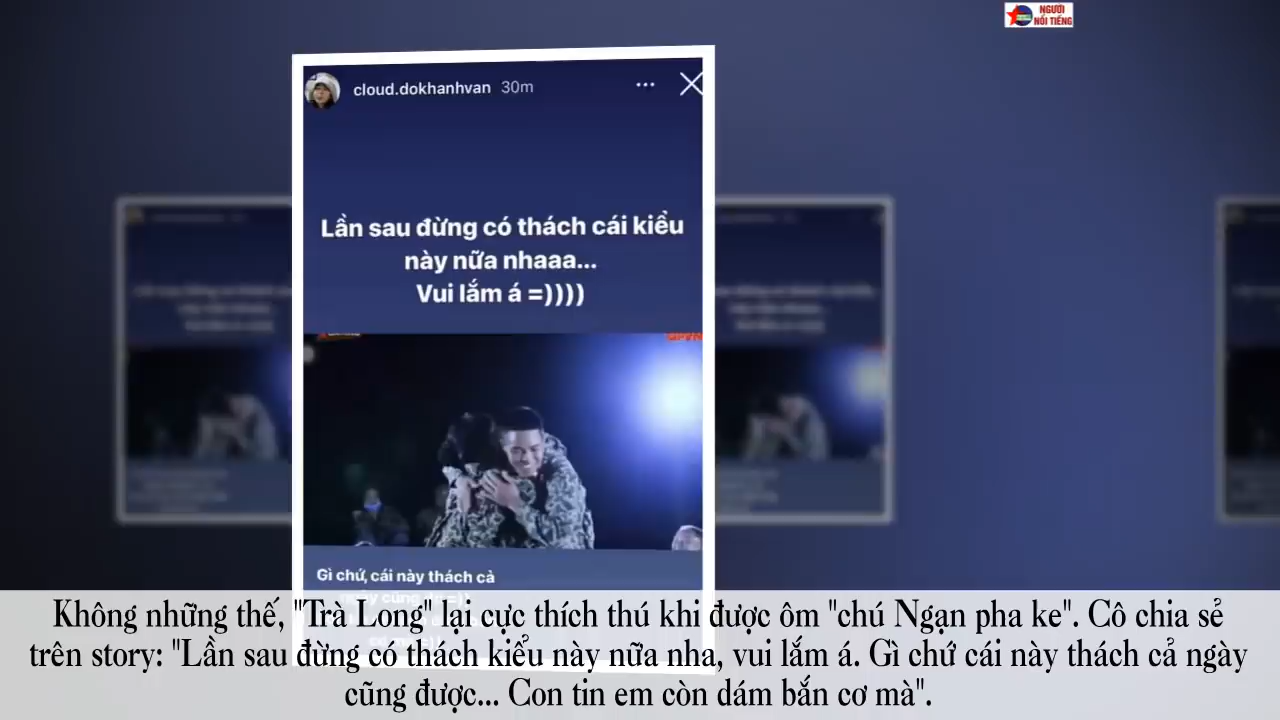 NGƯỜI
NỔI TIẾNG
cloud.dokhanhvan 30m
Lần sau đừng có thách cái kiểu
này nữa nhaaa...
Vui lắm á =))))
Gì chứ, cái này thách cả
Không những thế, "Trà Long" lại cực thích thú khi được ôm "chú Ngạn pha ke". Cô chia sẻ
trên story: "Lần sau đừng có thách kiểu này nữa nha, vui lắm á. Gì chứ cái này thách cả ngày
cũng được... Con tin em còn dám bắn cơ mà".